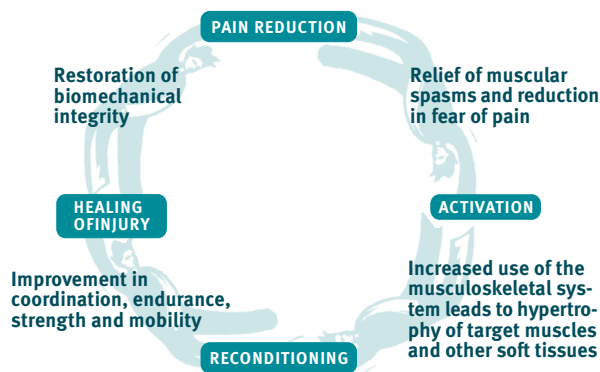 PAIN REDUCTION
Relief of muscular
spasms and reduction
in fear of pain
ACTIVATION
Increased use of the
musculoskeletal sys-
tem leads to hypertro-
phy of target muscles
and other soft tissues
RECONDITIONING
Improvement in
coordination, endurance,
strength and mobility
HEALING
OFINJURY
Restoration of
biomechanical
integrity